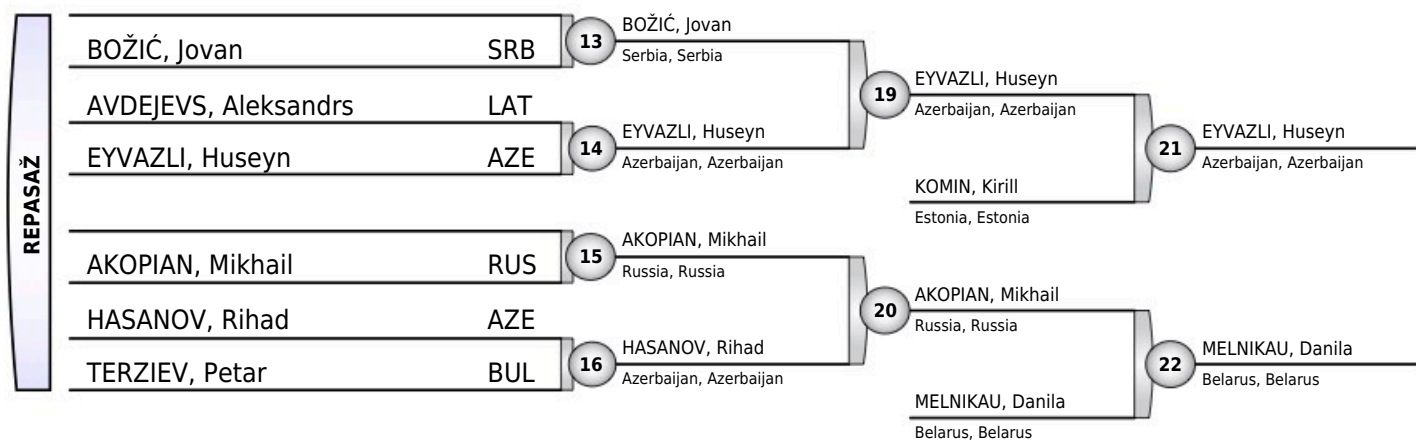 REPASAŽ
BOŽIĆ, Jovan SRB
AVDEJEVS, Aleksandrs LAT
EYVAZLI, Huseyn AZE
AKOPIAN, Mikhail RUS
HASANOV, Rihad AZE
TERZIEV, Petar BUL
13
BOŽIĆ, Jovan
Serbia, Serbia
14
EYVAZLI, Huseyn
Azerbaijan, Azerbaijan
15
AKOPIAN, Mikhail
Russia, Russia
16
HASANOV, Rihad
Azerbaijan, Azerbaijan
19
EYVAZLI, Huseyn
Azerbaijan, Azerbaijan
KOMIN, Kirill
Estonia, Estonia
20
AKOPIAN, Mikhail
Russia, Russia
MELNIKAU, Danila
Belarus, Belarus
21
EYVAZLI, Huseyn
Azerbaijan, Azerbaijan
22
MELNIKAU, Danila
Belarus, Belarus